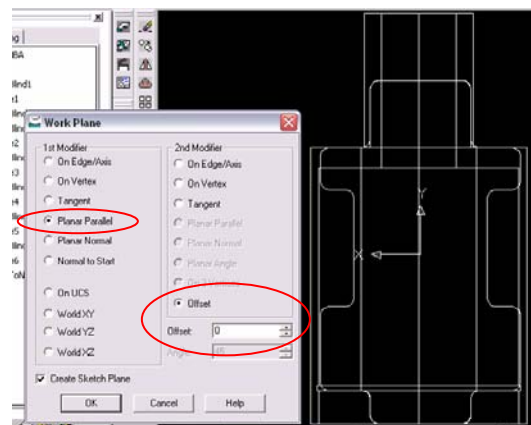 BA
Work Plane
1st Modifier
On Edge/Axis
On Vertex
Tangent
Planar Parallel
Planar Normal
Normal to Start
On UCS
World XY
World YZ
World XZ
Create Sketch Plane
2nd Modifier
On Edge/Axis
On Vertex
Tangent
Planar Parallel
Planar Normal
Planar Angle
Offset
Offset: 0
Angle: 45
OK
Cancel
Help
Y
X